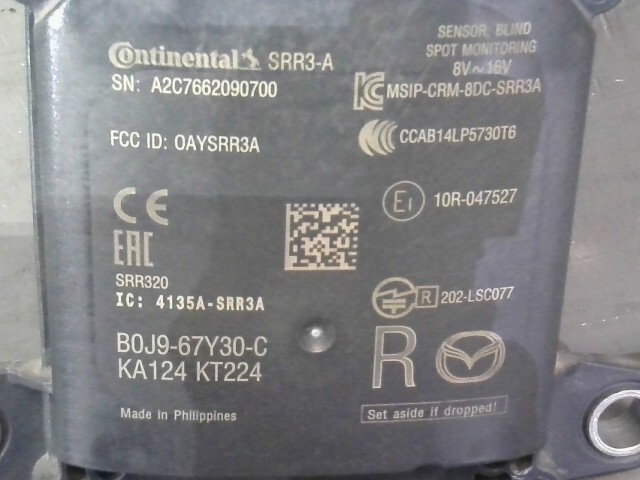 Continental SRR3-A
SENSOR, BLIND
SPOT MONITORING
8V~16V
SN: A2C7662090700
MSIP-CRM-8DC-SRR3A
FCC ID: OAYSRR3A
CCAB14LP5730T6
CE
E1 10R-047527
EAC
SRR320
IC: 4135A-SRR3A
R 202-LSC077
B0J9-67Y30-C
KA124 KT224
R
Made in Philippines
Set aside if dropped!